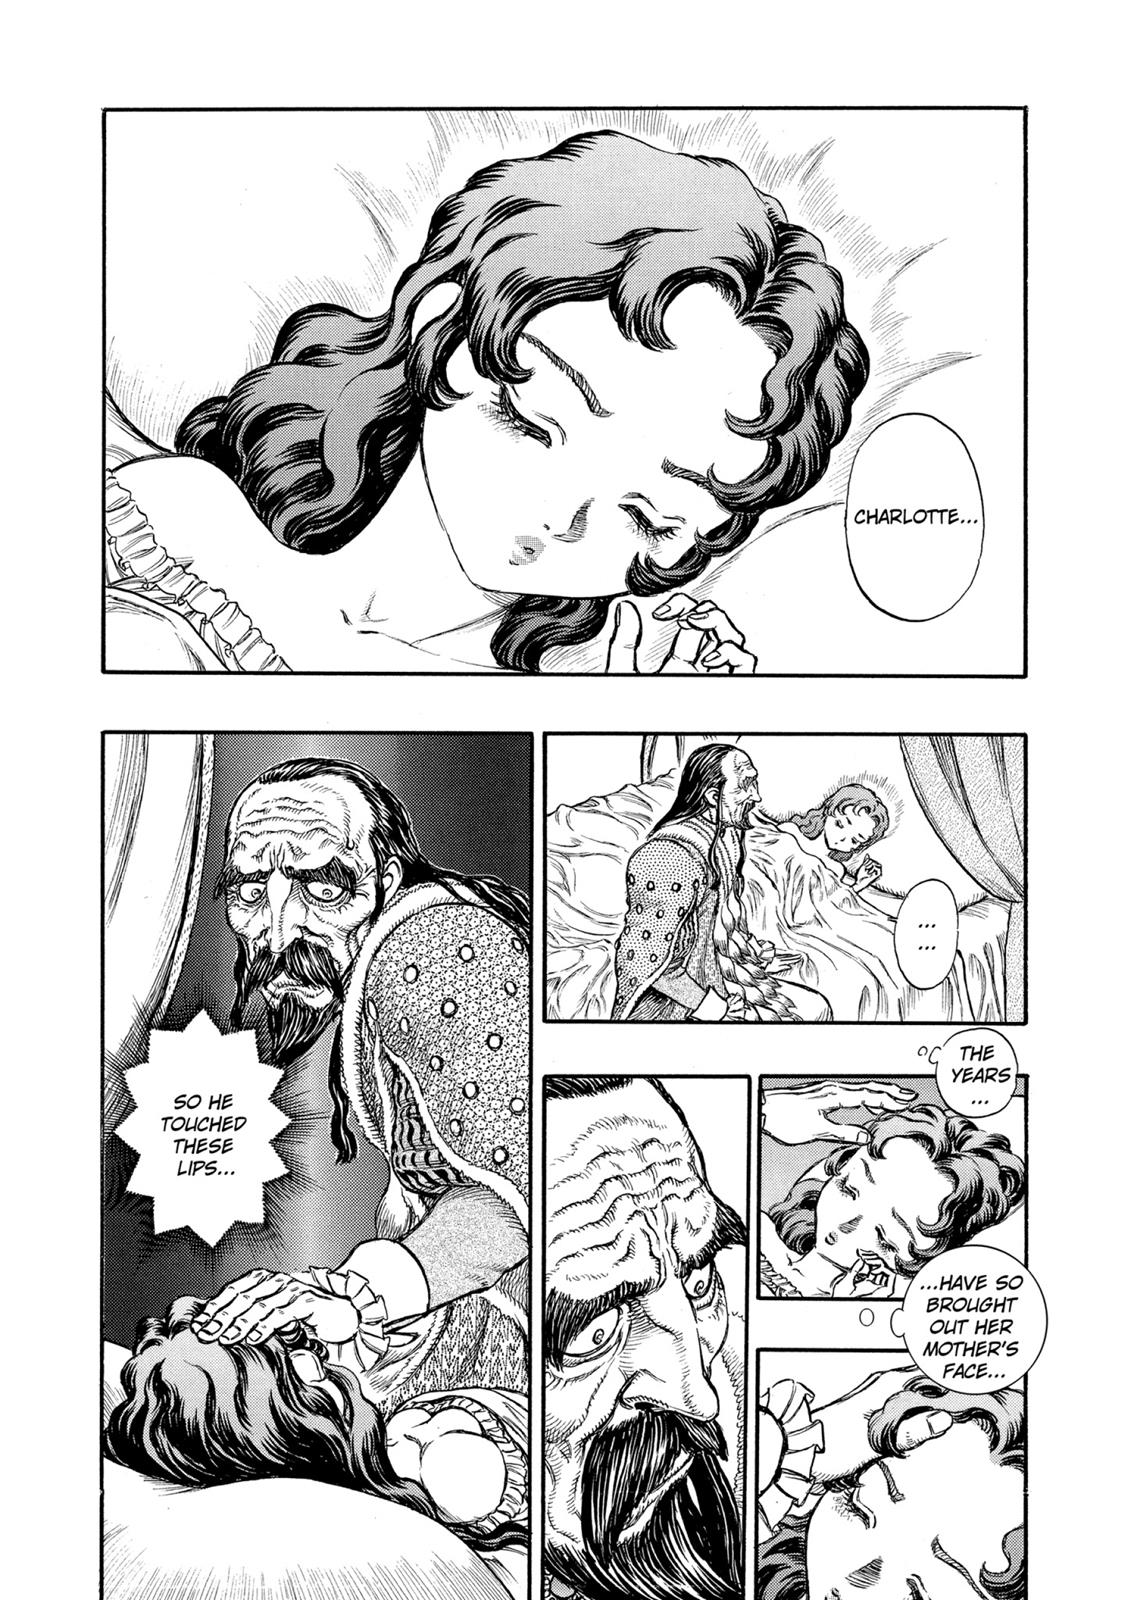 CHARLOTTE...
...
...
THE
YEARS
...
...HAVE SO
BROUGHT
OUT HER
MOTHER'S
FACE...
SO HE
TOUCHED
THESE
LIPS...